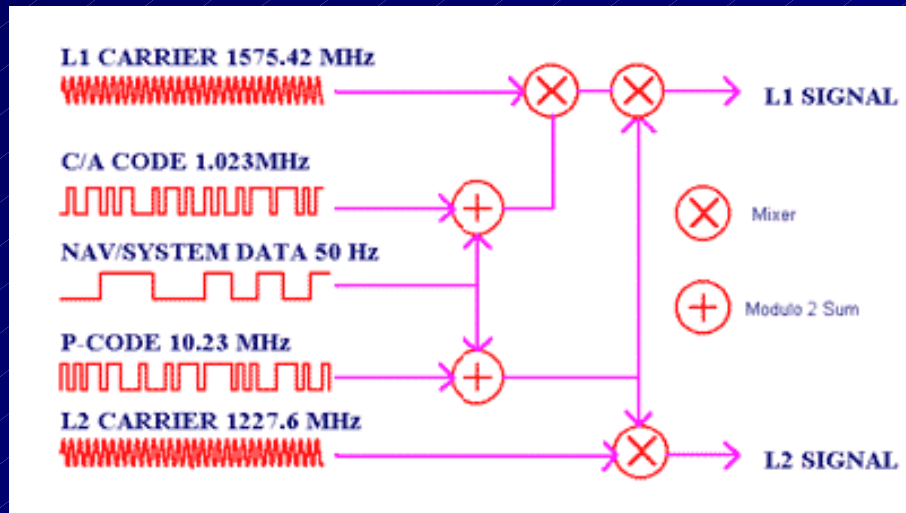 L1 CARRIER 1575.42 MHz
L1 SIGNAL
C/A CODE 1.023MHz
Mixer
NAV/SYSTEM DATA 50 Hz
Modulo 2 Sum
P-CODE 10.23 MHz
L2 CARRIER 1227.6 MHz
L2 SIGNAL